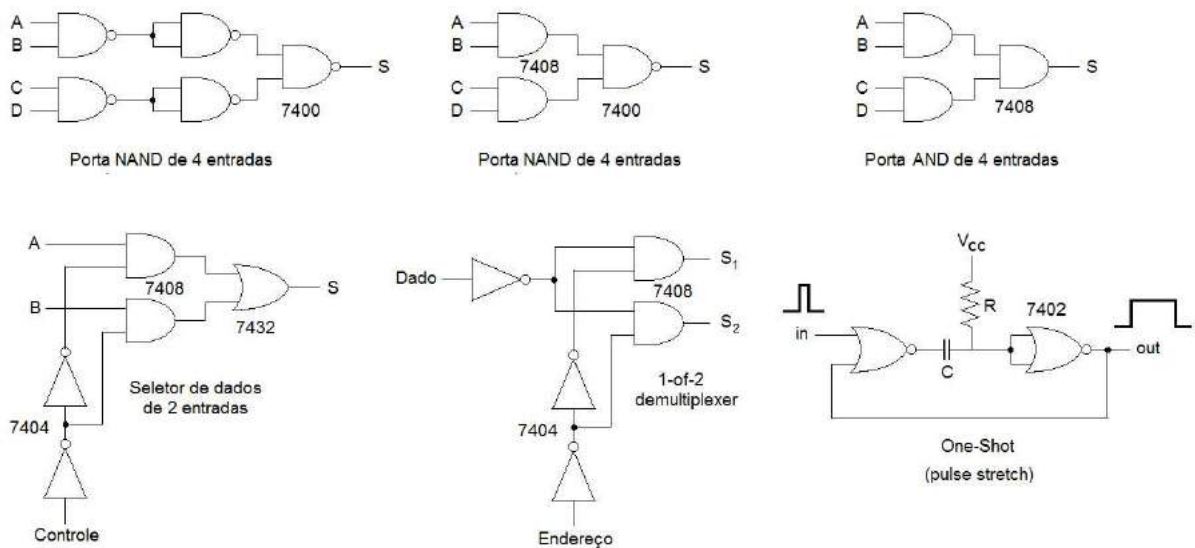 A
B
C
D
S
7400
Porta NAND de 4 entradas
A
B
7408
C
D
S
7400
Porta NAND de 4 entradas
A
B
C
D
S
7408
Porta AND de 4 entradas
A
7408
B
S
7432
Seletor de dados
de 2 entradas
7404
Controle
Dado
S1
7408
S2
1-of-2
demultiplexer
7404
Endereço
VCC
R
7402
in
C
out
One-Shot
(pulse stretch)